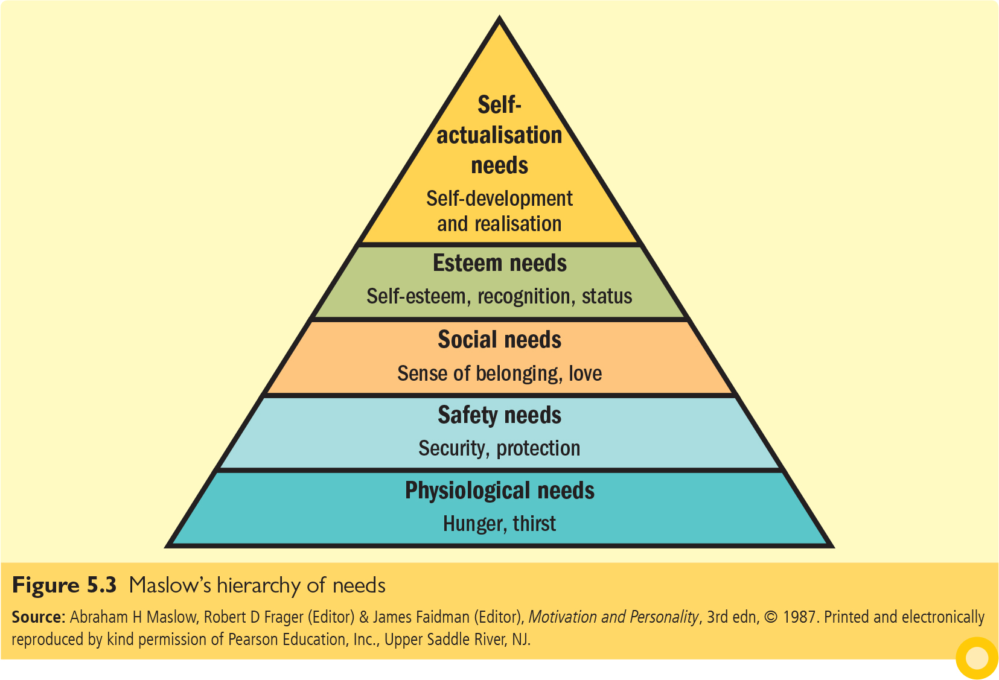 Self-
actualisation
needs
Self-development
and realisation
Esteem needs
Self-esteem, recognition, status
Social needs
Sense of belonging, love
Safety needs
Security, protection
Physiological needs
Hunger, thirst
Figure 5.3 Maslow’s hierarchy of needs
Source: Abraham H Maslow, Robert D Frager (Editor) & James Faidman (Editor), Motivation and Personality, 3rd edn, © 1987. Printed and electronically
reproduced by kind permission of Pearson Education, Inc., Upper Saddle River, NJ.